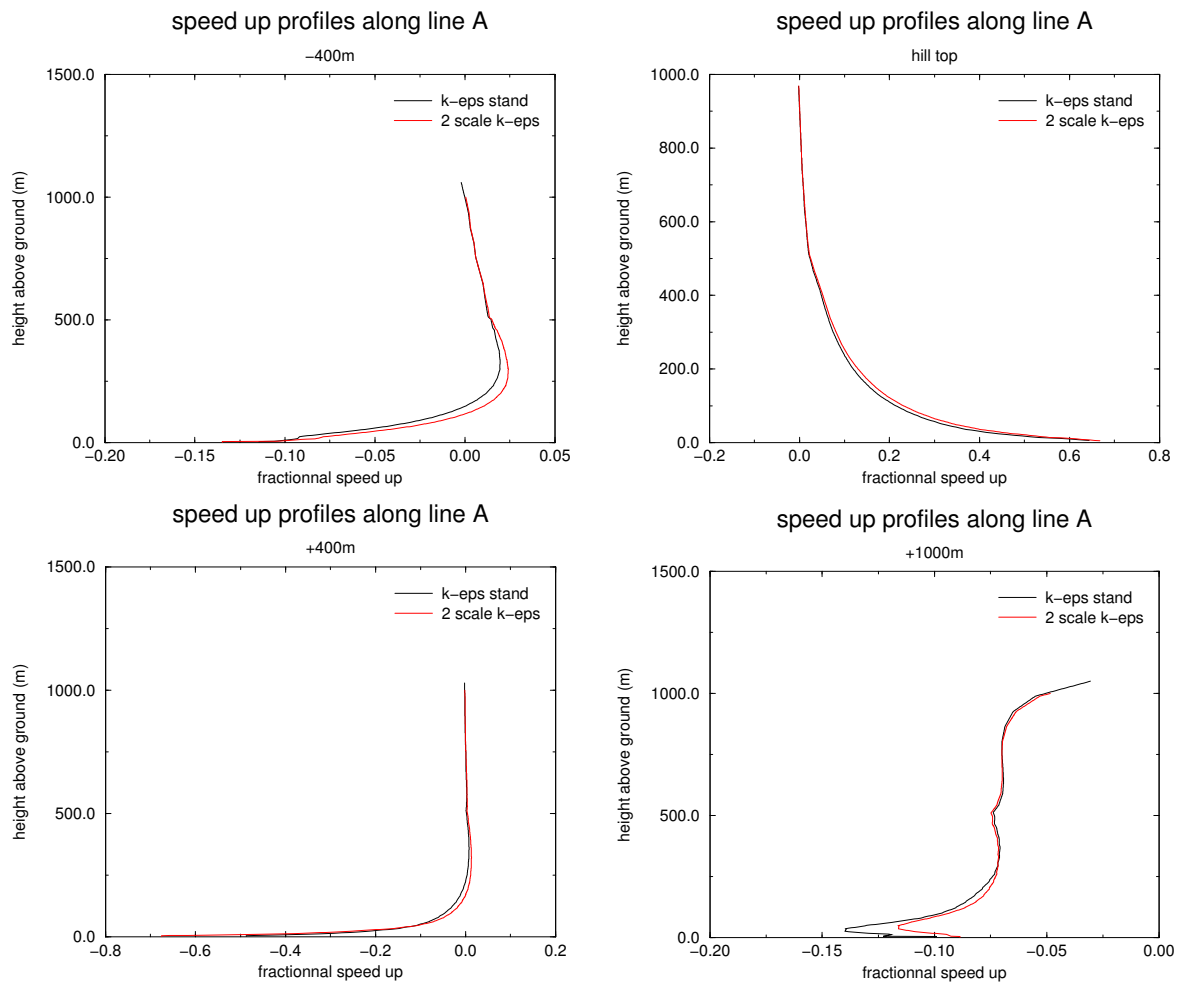 speed up profiles along line A
−400m
1500.0
1000.0
500.0
0.0
height above ground (m)
k−eps stand
2 scale k−eps
−0.20
−0.15
−0.10
−0.05
0.00
0.05
fractionnal speed up
speed up profiles along line A
hill top
1000.0
800.0
600.0
400.0
200.0
0.0
height above ground (m)
k−eps stand
2 scale k−eps
−0.2
0.0
0.2
0.4
0.6
0.8
fractionnal speed up
speed up profiles along line A
+400m
1500.0
1000.0
500.0
0.0
height above ground (m)
k−eps stand
2 scale k−eps
−0.8
−0.6
−0.4
−0.2
0.0
0.2
fractionnal speed up
speed up profiles along line A
+1000m
1500.0
1000.0
500.0
0.0
height above ground (m)
k−eps stand
2 scale k−eps
−0.20
−0.15
−0.10
−0.05
0.00
fractionnal speed up